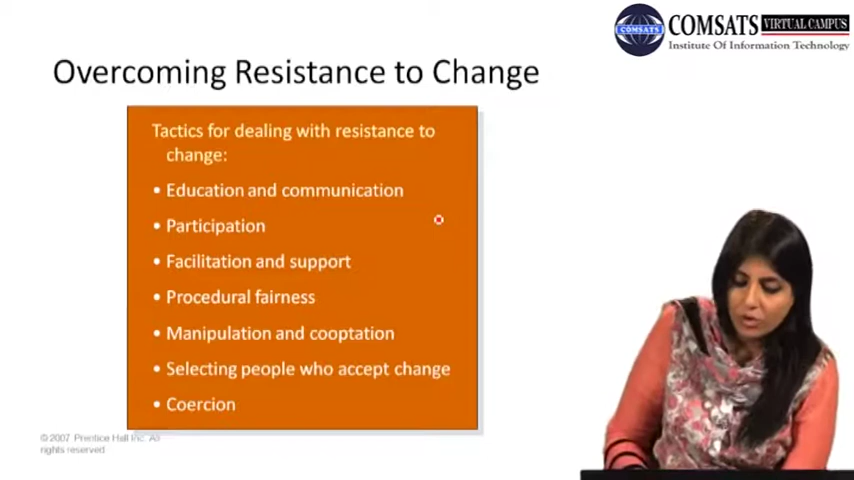 COMSATS VIRTUAL CAMPUS
COMSATS
Institute Of Information Technology
Overcoming Resistance to Change
Tactics for dealing with resistance to
change:
• Education and communication
• Participation
• Facilitation and support
• Procedural fairness
• Manipulation and cooptation
• Selecting people who accept change
• Coercion
© 2007 Prentice Hall Inc. All
rights reserved